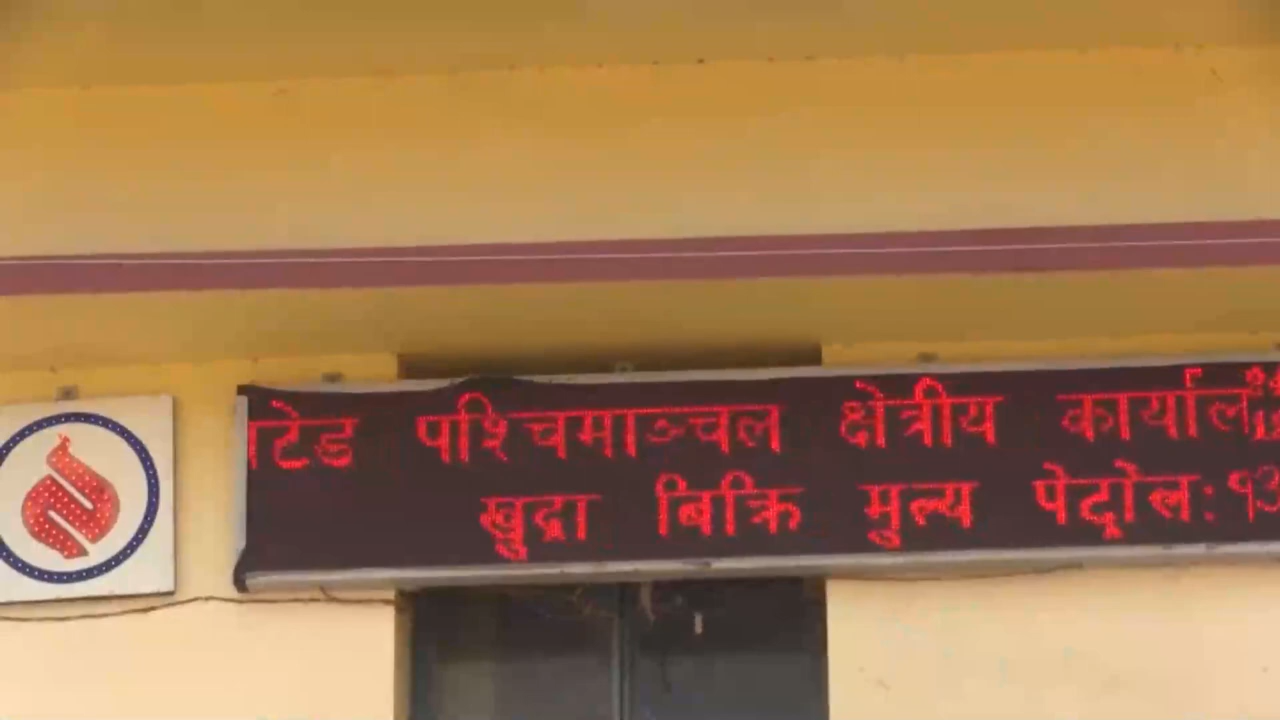 पश्चिमाञ्चल क्षेत्रीय
खुद्रा बिक्रि मुल्य पेट्रोल: